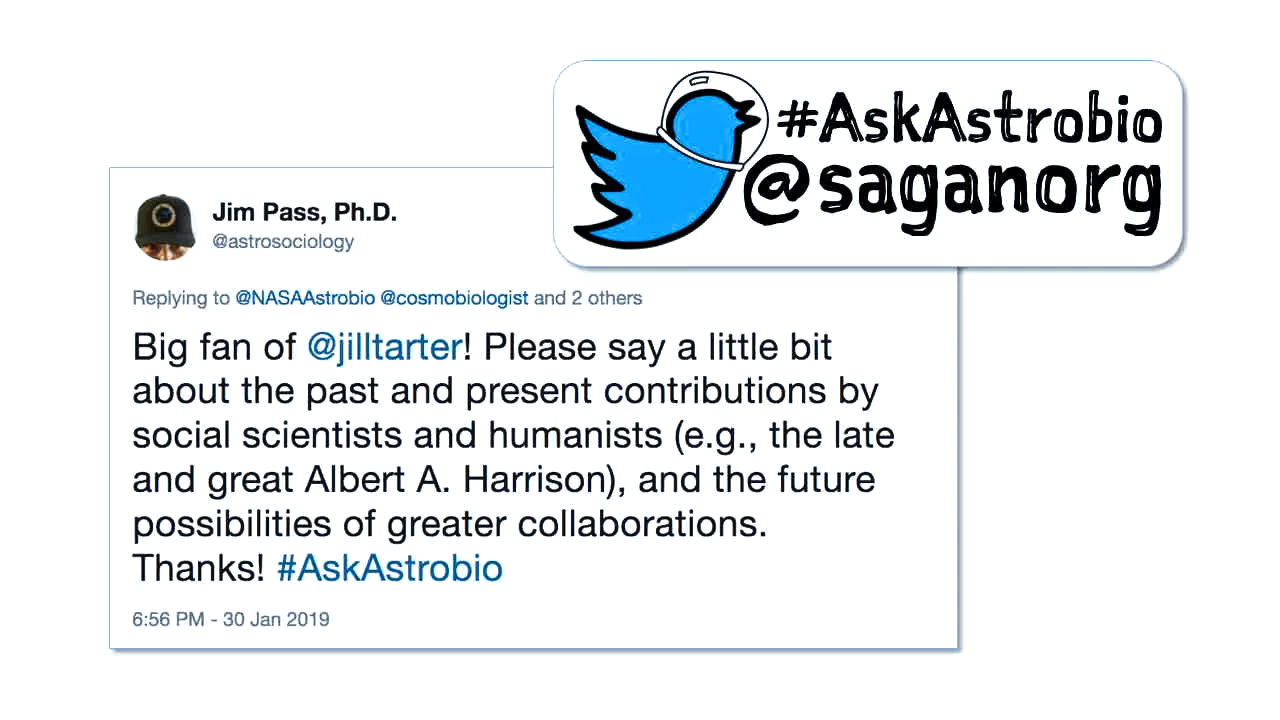 #AskAstrobio
@saganorg
Jim Pass, Ph.D.
@astrosociology
Replying to @NASAAstrobio @cosmobiologist and 2 others
Big fan of @jilltarter! Please say a little bit
about the past and present contributions by
social scientists and humanists (e.g., the late
and great Albert A. Harrison), and the future
possibilities of greater collaborations.
Thanks! #AskAstrobio
6:56 PM - 30 Jan 2019